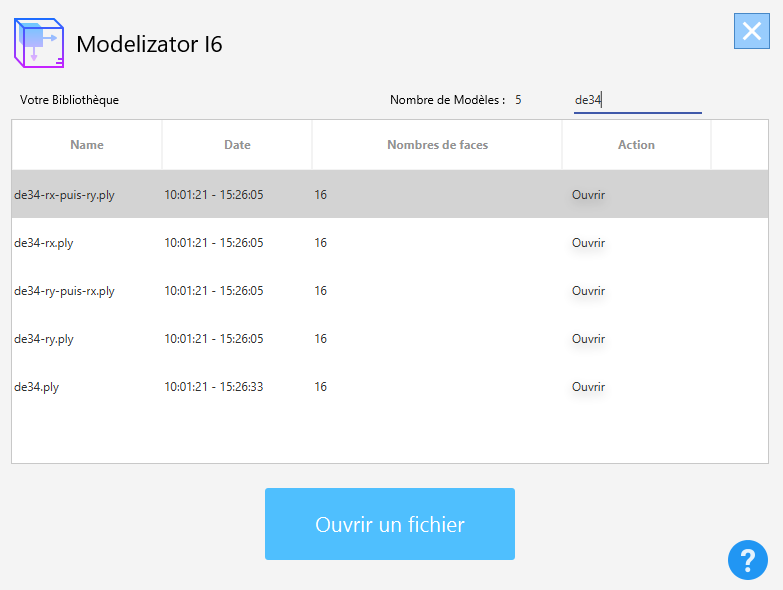 Modelizator I6
Votre Bibliothèque Nombre de Modèles : 5 de34
Name Date Nombres de faces Action
de34-rx-puis-ry.ply 10:01:21 - 15:26:05 16 Ouvrir
de34-rx.ply 10:01:21 - 15:26:05 16 Ouvrir
de34-ry-puis-rx.ply 10:01:21 - 15:26:05 16 Ouvrir
de34-ry.ply 10:01:21 - 15:26:05 16 Ouvrir
de34.ply 10:01:21 - 15:26:33 16 Ouvrir
Ouvrir un fichier
?